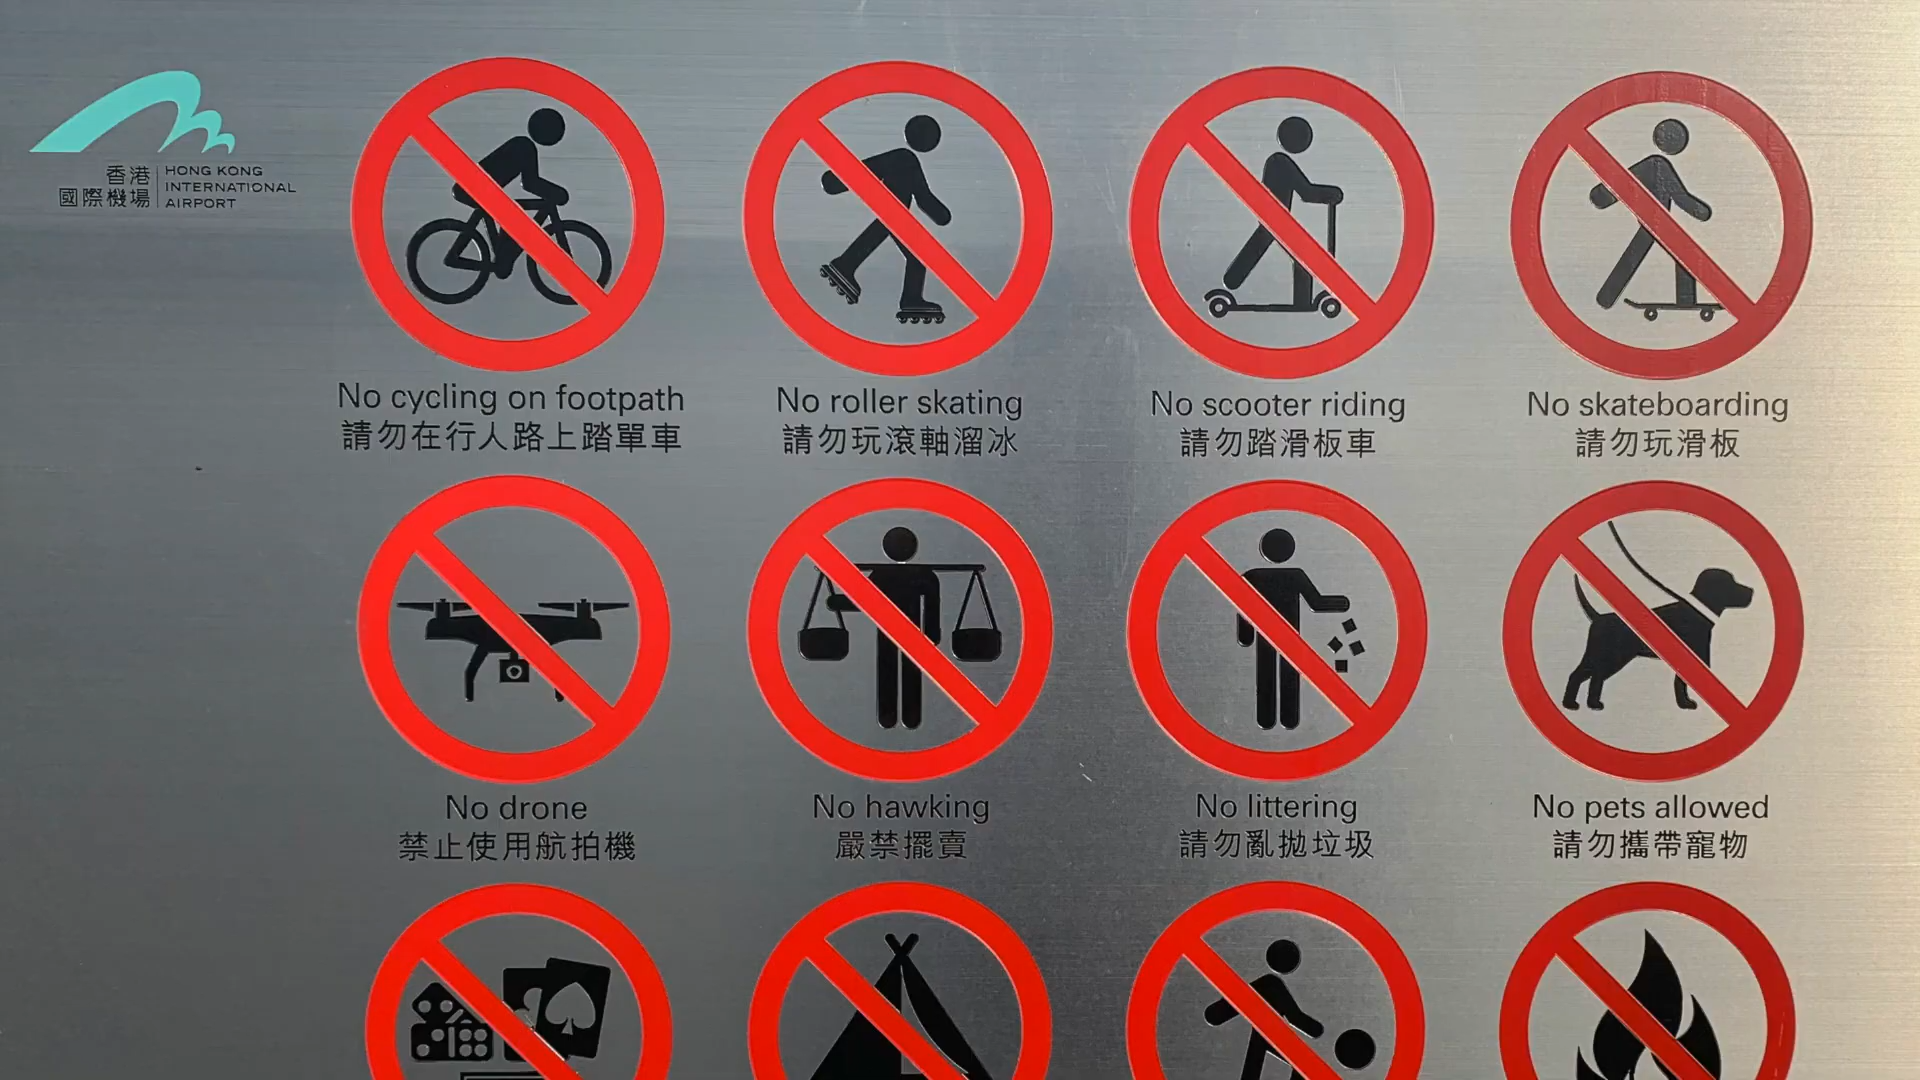 香港
國際機場
HONG KONG
INTERNATIONAL
AIRPORT
No cycling on footpath
請勿在行人路上踏單車
No roller skating
請勿玩滾軸溜冰
No scooter riding
請勿踏滑板車
No skateboarding
請勿玩滑板
No drone
禁止使用航拍機
No hawking
嚴禁擺賣
No littering
請勿亂拋垃圾
No pets allowed
請勿攜帶寵物